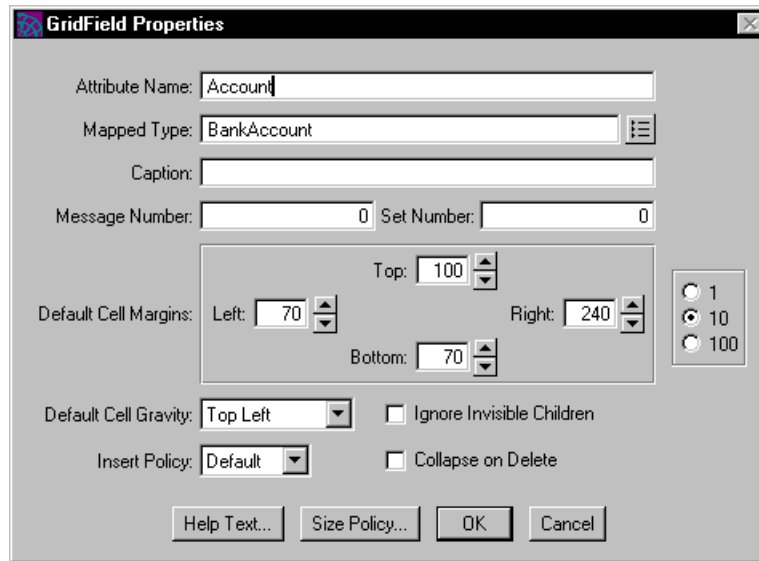 GridField Properties
Attribute Name: Account
Mapped Type: BankAccount
Caption:
Message Number: 0 Set Number: 0
Top: 100
Default Cell Margins: Left: 70 Right: 240
Bottom: 70
1
10
100
Default Cell Gravity: Top Left Ignore Invisible Children
Insert Policy: Default Collapse on Delete
Help Text... Size Policy... OK Cancel